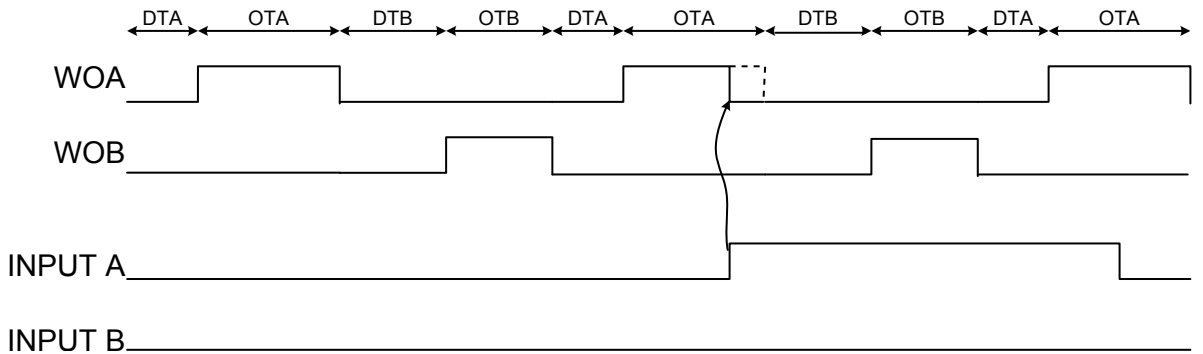 DTA OTA DTB OTB DTA OTA DTB OTB DTA OTA
WOA
WOB
INPUT A
INPUT B